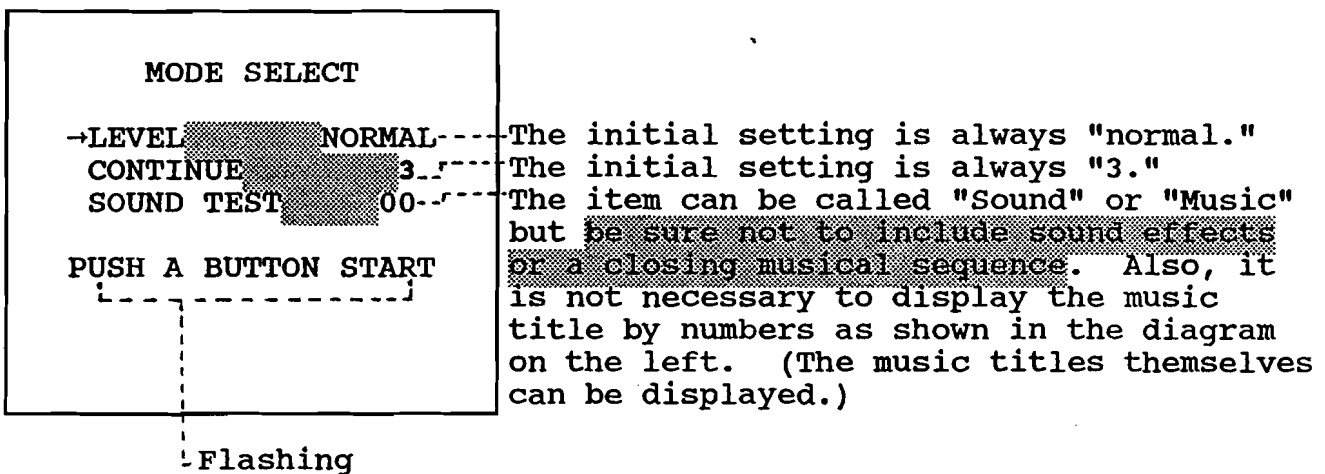 MODE SELECT
→LEVEL NORMAL
CONTINUE 3
SOUND TEST 00
PUSH A BUTTON START
Flashing
The initial setting is always "normal."
The initial setting is always "3."
The item can be called "Sound" or "Music"
but be sure not to include sound effects
or a closing musical sequence. Also, it
is not necessary to display the music
title by numbers as shown in the diagram
on the left. (The music titles themselves
can be displayed.)